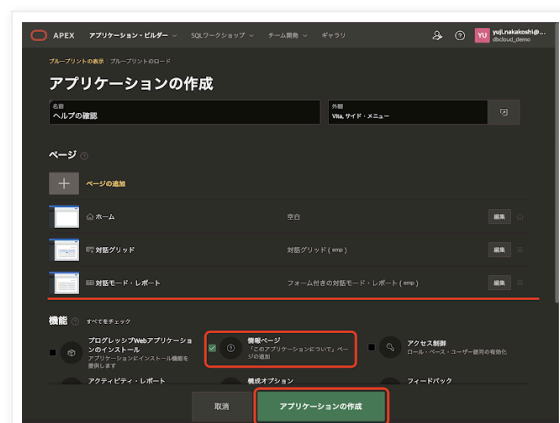 APEX アプリケーション・ビルダー SQLワークショップ チーム開発 ギャラリ YU yuji.nakakoshi@...
dbcloud_demo
ブループリントの表示 ブループリントのロード
アプリケーションの作成
名前
ヘルプの確認
外観
Vita, サイド・メニュー
ページ
ページの追加
ホーム 空白 編集
対話グリッド 対話グリッド ( emp ) 編集
対話モード・レポート フォーム付きの対話モード・レポート ( emp ) 編集
機能 すべてをチェック
プログレッシブWebアプリケーションのインストール
アプリケーションにインストール機能を提供します
情報ページ
「このアプリケーションについて」ページの追加
アクセス制御
ロール・ベース・ユーザー認可の有効化
アクティビティ・レポート 構成オプション フィードバック
取消 アプリケーションの作成